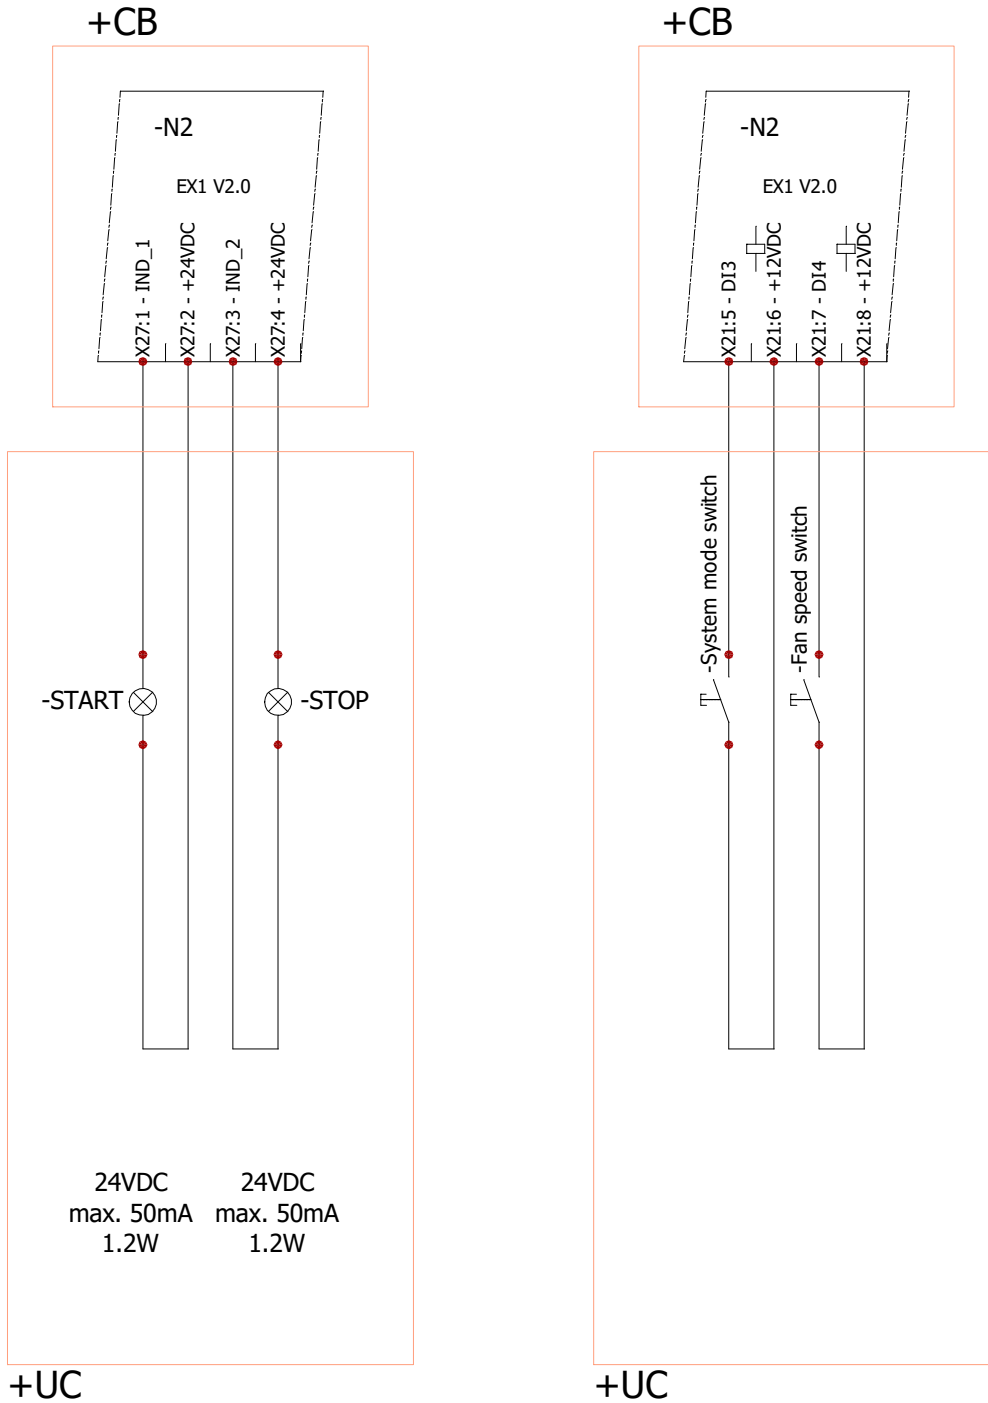 +CB
-N2
EX1 V2.0
X27:1 - IND_1
X27:2 - +24VDC
X27:3 - IND_2
X27:4 - +24VDC
-START
-STOP
24VDC
max. 50mA
1.2W
24VDC
max. 50mA
1.2W
+UC
+CB
-N2
EX1 V2.0
X21:5 - DI3
X21:6 - +12VDC
X21:7 - DI4
X21:8 - +12VDC
-System mode switch
-Fan speed switch
+UC